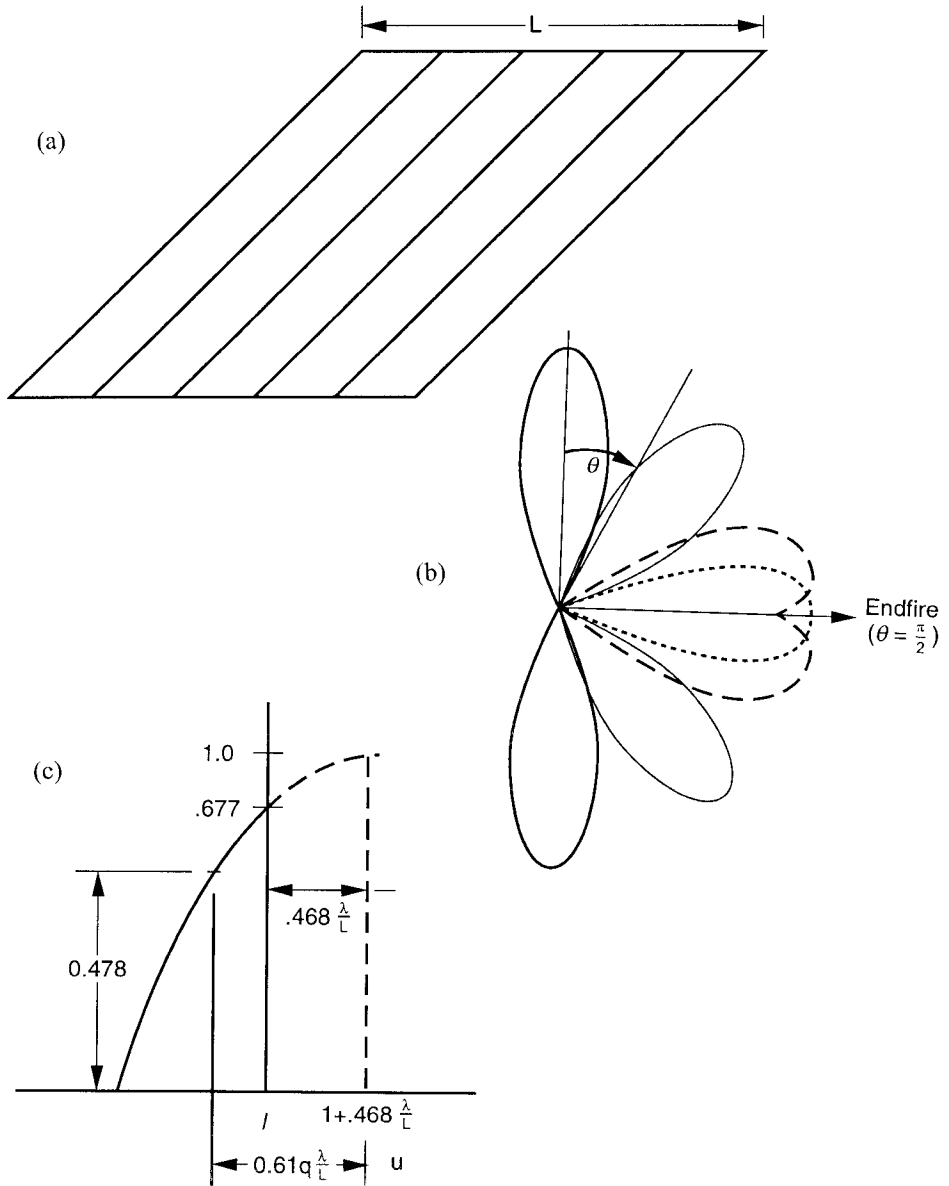 L
(a)
θ
(b)
Endfire
(θ = π/2)
(c)
1.0
.677
.468 λ/L
0.478
/
1+.468 λ/L
0.61q λ/L
u